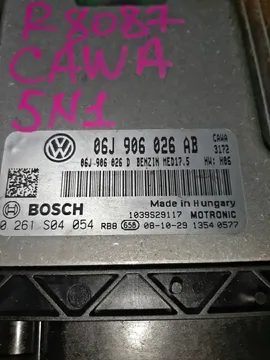 R8087
CAWA
5N1
06J 906 026 AB CAWA
3172
06J 906 026 D BENZIN MED17.5 HW: H06
Made in Hungary
BOSCH 1039S29117 MOTRONIC
0 261 S04 054 RB8 658 08-10-29 1354 0577